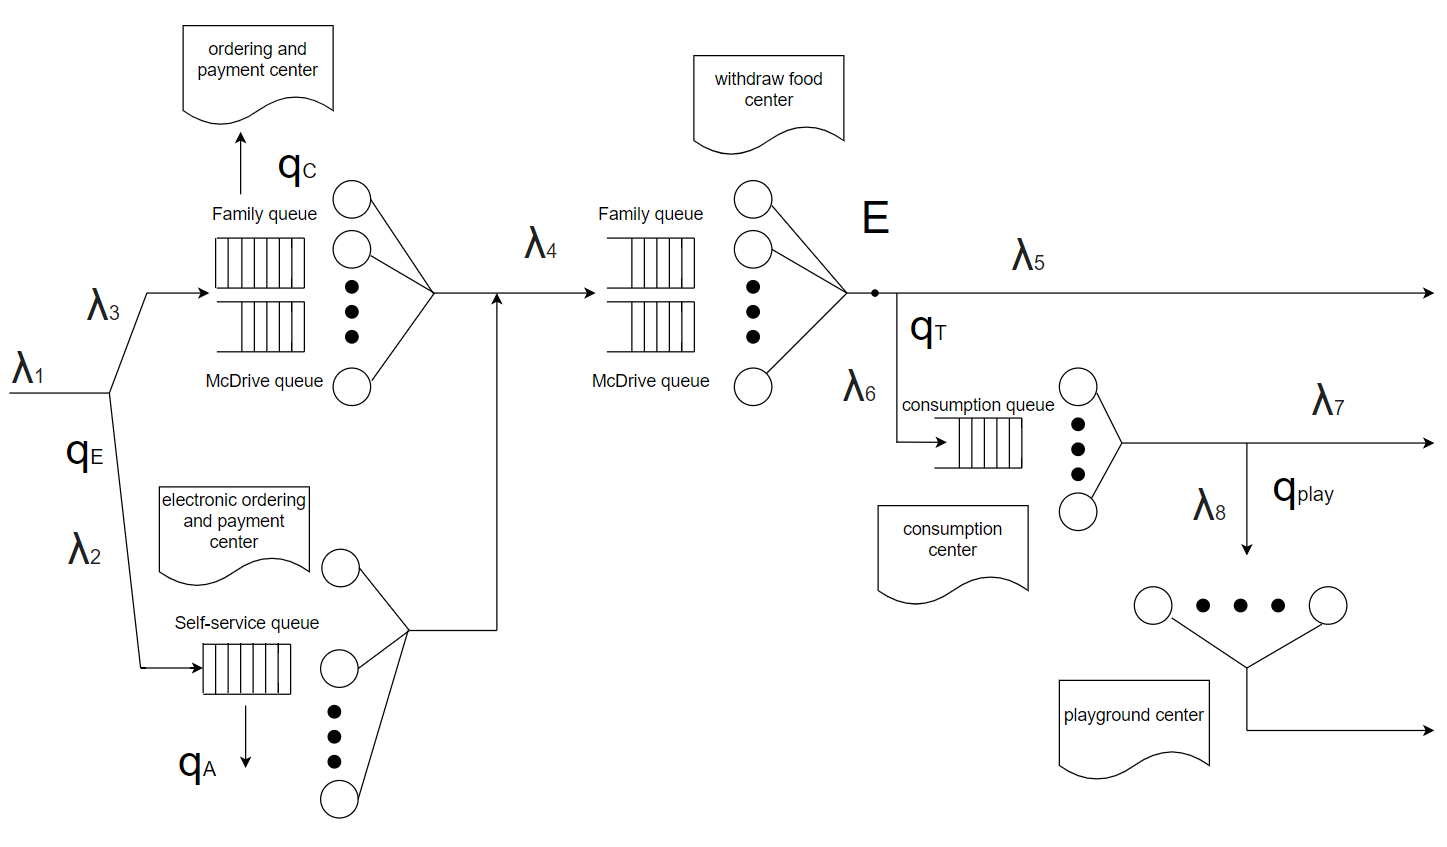 ordering and
payment center
withdraw food
center
qC
Family queue
Family queue
E
λ4
λ5
λ3
qT
λ1
McDrive queue
McDrive queue
λ6
consumption queue
λ7
qE
electronic ordering
and payment
center
λ8
qplay
λ2
consumption
center
Self-service queue
playground center
qA